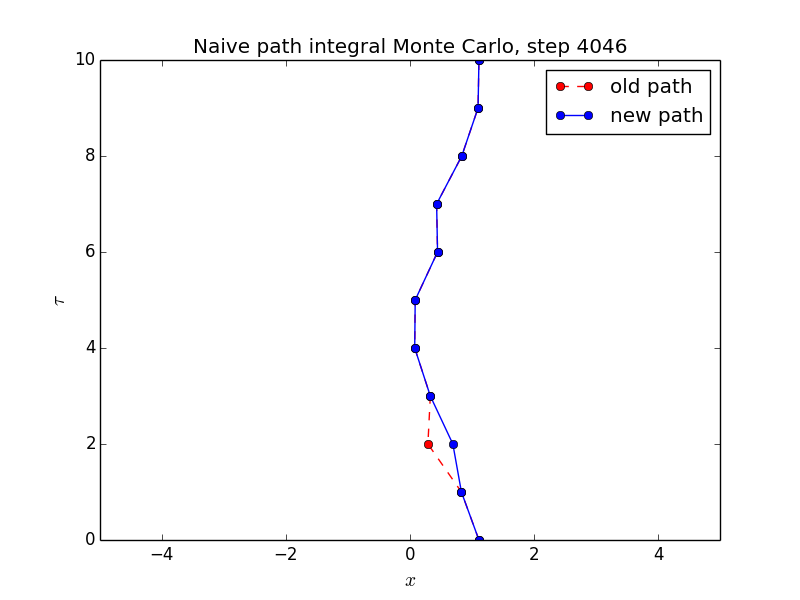 Naive path integral Monte Carlo, step 4046
old path
new path
10
8
6
4
2
0
τ
−4 −2 0 2 4
x